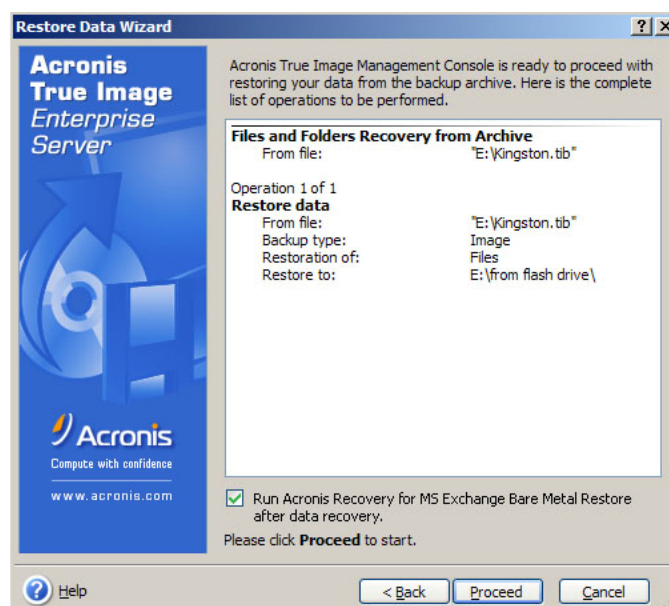 Restore Data Wizard
Acronis
True Image
Enterprise
Server
Acronis
Compute with confidence
www.acronis.com
Acronis True Image Management Console is ready to proceed with
restoring your data from the backup archive. Here is the complete
list of operations to be performed.
Files and Folders Recovery from Archive
From file: "E:\Kingston.tib"
Operation 1 of 1
Restore data
From file: "E:\Kingston.tib"
Backup type: Image
Restoration of: Files
Restore to: E:\from flash drive\
Run Acronis Recovery for MS Exchange Bare Metal Restore
after data recovery.
Please click Proceed to start.
Help
< Back
Proceed
Cancel